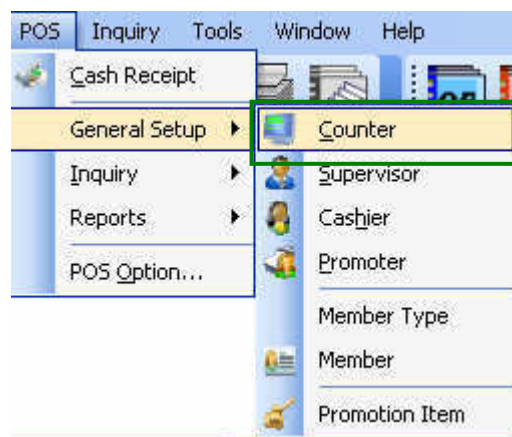 POS Inquiry Tools Window Help
Cash Receipt
General Setup
Inquiry
Reports
POS Option...
Counter
Supervisor
Cashier
Promoter
Member Type
Member
Promotion Item